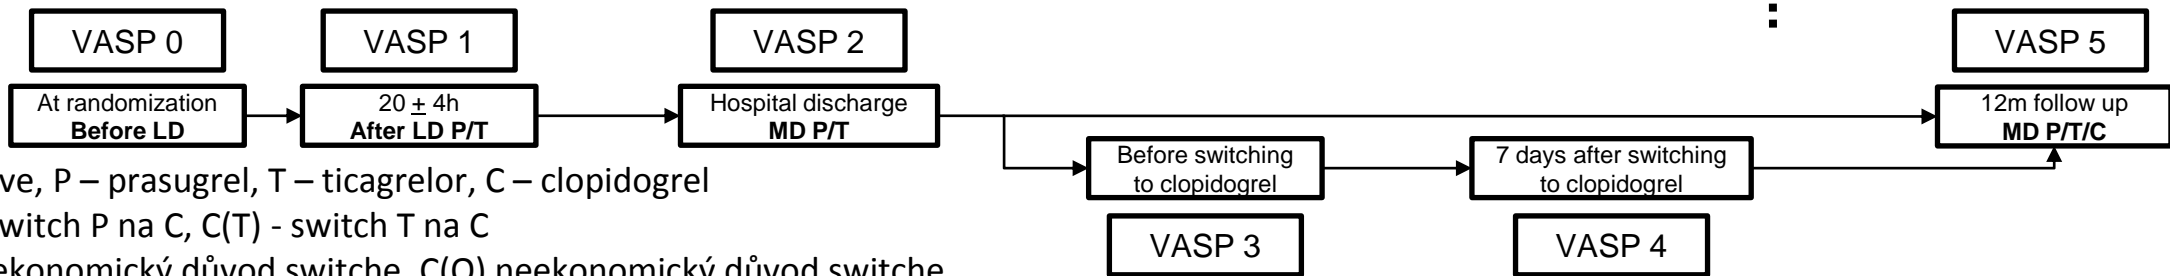 VASP 0
VASP 1
VASP 2
VASP 5
At randomization
Before LD
20 + 4h
After LD P/T
Hospital discharge
MD P/T
12m follow up
MD P/T/C
Before switching
to clopidogrel
7 days after switching
to clopidogrel
VASP 3
VASP 4
:
ve, P – prasugrel, T – ticagrelor, C – clopidogrel
witch P na C, C(T) - switch T na C
ekonomický důvod switche, C(O) neekonomický důvod switche